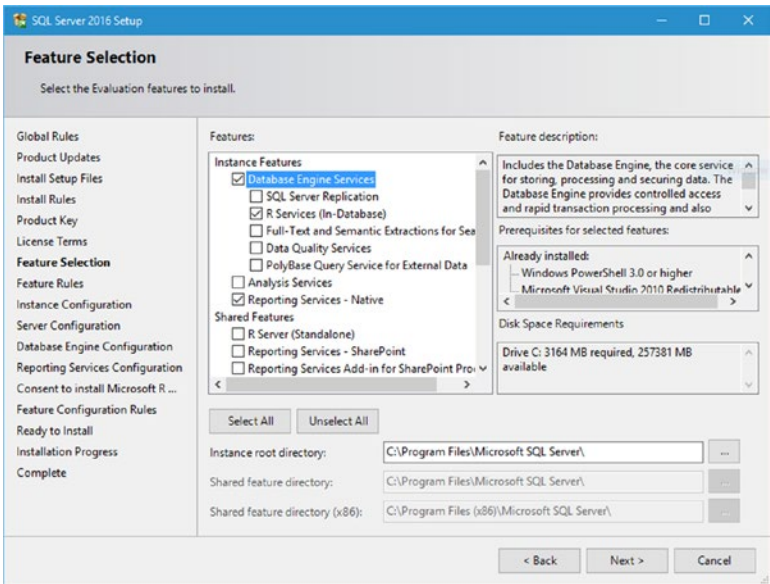 SQL Server 2016 Setup
Feature Selection
Select the Evaluation features to install.
Global Rules
Product Updates
Install Setup Files
Install Rules
Product Key
License Terms
Feature Selection
Feature Rules
Instance Configuration
Server Configuration
Database Engine Configuration
Reporting Services Configuration
Consent to install Microsoft R ...
Feature Configuration Rules
Ready to Install
Installation Progress
Complete
Features:
Instance Features
Database Engine Services
SQL Server Replication
R Services (In-Database)
Full-Text and Semantic Extractions for Sea
Data Quality Services
PolyBase Query Service for External Data
Analysis Services
Reporting Services - Native
Shared Features
R Server (Standalone)
Reporting Services - SharePoint
Reporting Services Add-in for SharePoint Pro
Feature description:
Includes the Database Engine, the core service
for storing, processing and securing data. The
Database Engine provides controlled access
and rapid transaction processing and also
Prerequisites for selected features:
Already installed:
Windows PowerShell 3.0 or higher
Microsoft Visual Studio 2010 Redistributable
Disk Space Requirements
Drive C: 3164 MB required, 257381 MB
available
Select All
Unselect All
Instance root directory:
C:\Program Files\Microsoft SQL Server\
...
Shared feature directory:
C:\Program Files\Microsoft SQL Server\
...
Shared feature directory (x86):
C:\Program Files (x86)\Microsoft SQL Server\
...
< Back
Next >
Cancel